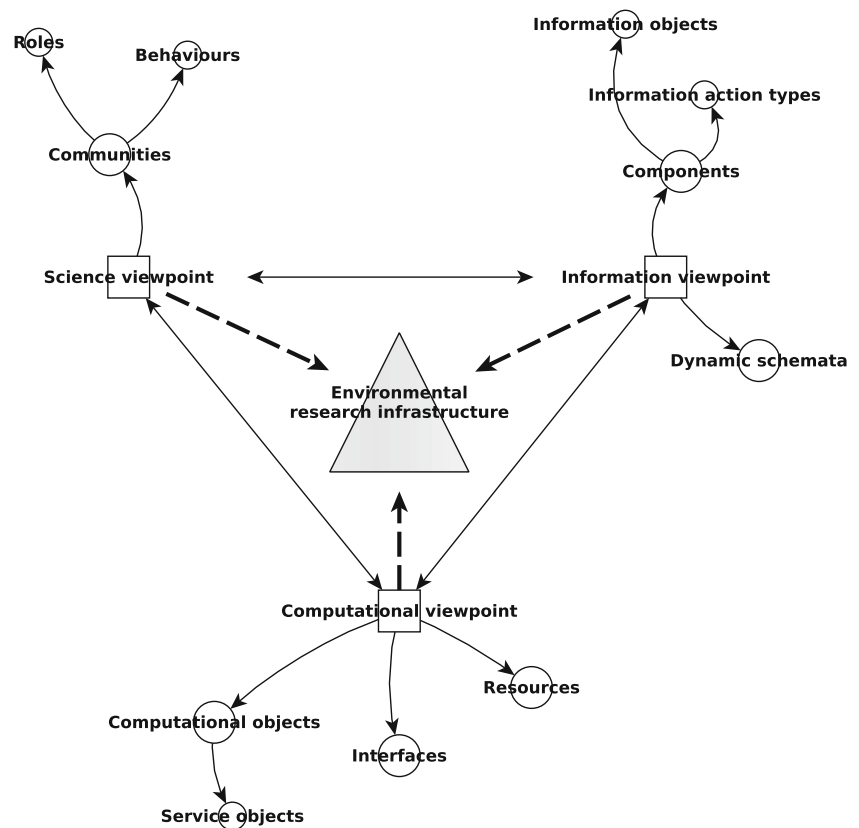 Information objects
Roles
Behaviours
Information action types
Communities
Components
Science viewpoint
Information viewpoint
Dynamic schemata
Environmental
research infrastructure
Computational viewpoint
Resources
Computational objects
Interfaces
Service objects